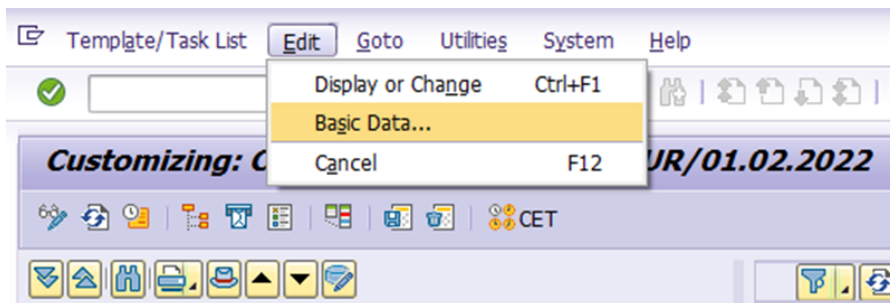 Template/Task List Edit Goto Utilities System Help
Display or Change Ctrl+F1
Basic Data...
Cancel F12
Customizing: UR/01.02.2022
CET